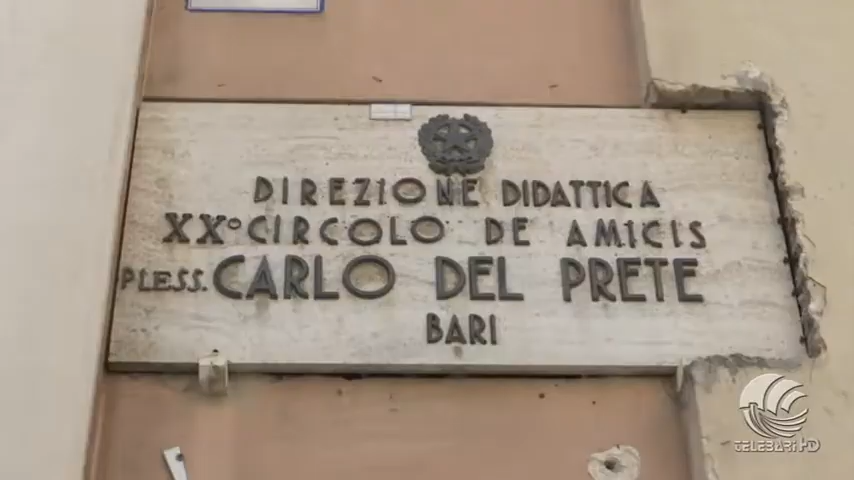 DIREZIONE DIDATTICA
XX° CIRCOLO DE AMICIS
PLESS. CARLO DEL PRETE
BARI
TELEBARI HD